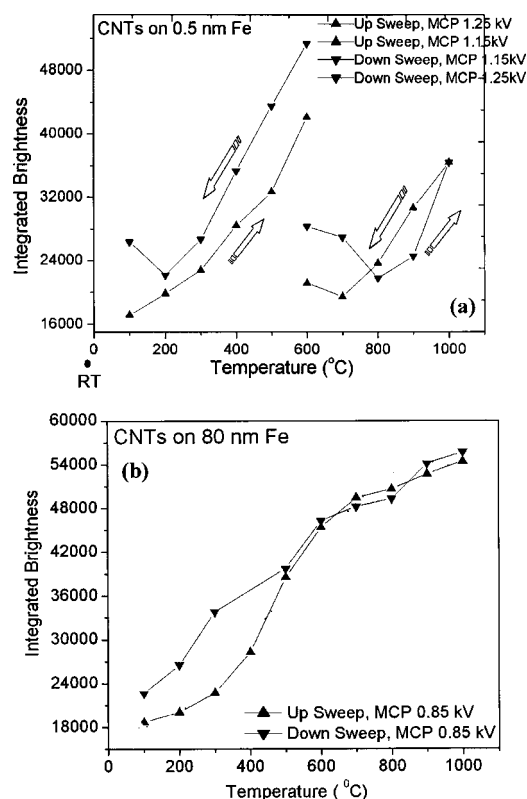 CNTs on 0.5 nm Fe
Up Sweep, MCP 1.25 kV
Up Sweep, MCP 1.15kV
Down Sweep, MCP 1.15kV
Down Sweep, MCP 1.25kV
Integrated Brightness
48000
40000
32000
24000
16000
(a)
0 200 400 600 800 1000
RT
Temperature (°C)
CNTs on 80 nm Fe
(b)
Integrated Brightness
60000
54000
48000
42000
36000
30000
24000
18000
Up Sweep, MCP 0.85 kV
Down Sweep, MCP 0.85 kV
0 200 400 600 800 1000
Temperature (°C)